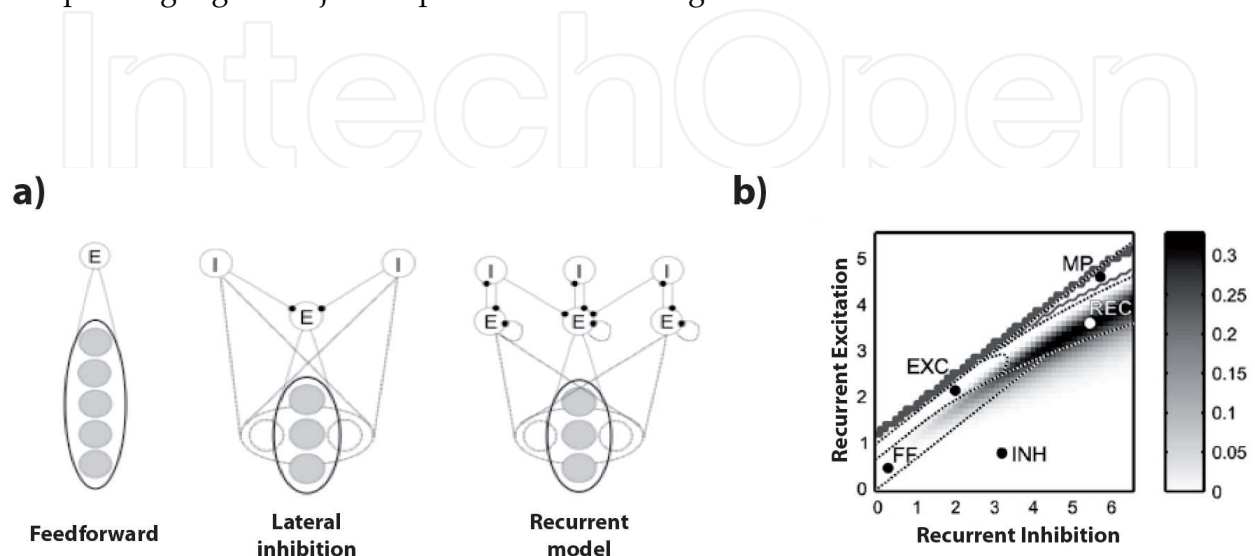 IntechOpen
a)
b)
E
I
I
E
I
I
I
E
E
E
Feedforward
Lateral
inhibition
Recurrent
model
Recurrent Excitation
5
4
3
2
1
0
MP
REC
EXC
FF
INH
0 1 2 3 4 5 6
Recurrent Inhibition
0.3
0.25
0.2
0.15
0.1
0.05
0